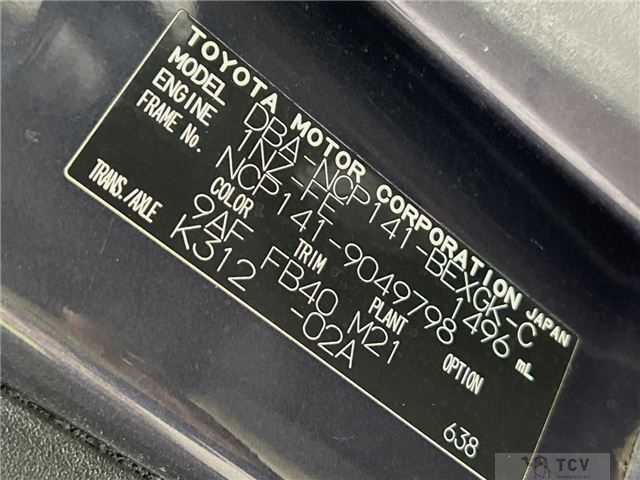 TOYOTA MOTOR CORPORATION JAPAN
MODEL DBA-NCP141-BEXGK-C
ENGINE 1NZ-FE 1496 mL
FRAME No. NCP141-9049798
COLOR TRIM PLANT OPTION
9AF FB40 M21
TRANS./AXLE K312 -02A
638
TCV